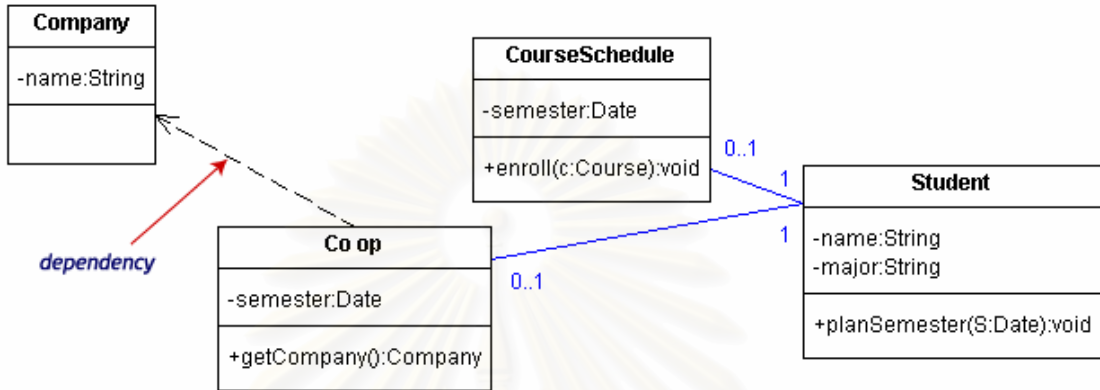 Company
-name:String
CourseSchedule
-semester:Date
+enroll(c:Course):void
0..1
1
Student
-name:String
-major:String
+planSemester(S:Date):void
1
0..1
dependency
Co op
-semester:Date
+getCompany():Company